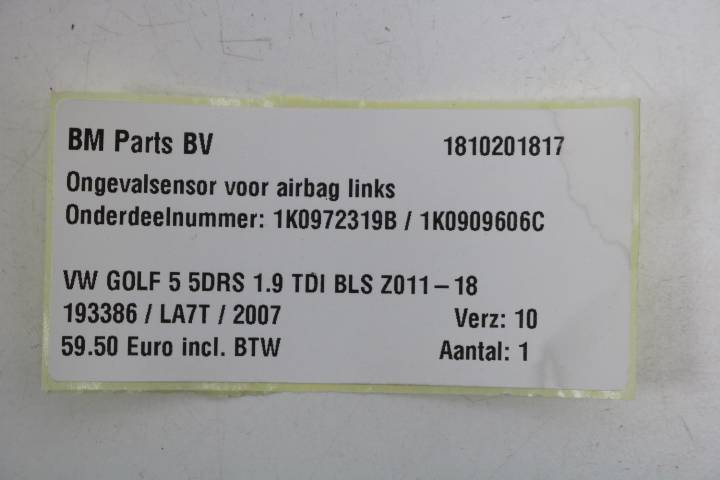 BM Parts BV 1810201817
Ongevalsensor voor airbag links
Onderdeelnummer: 1K0972319B / 1K0909606C
VW GOLF 5 5DRS 1.9 TDI BLS Z011-18
193386 / LA7T / 2007 Verz: 10
59.50 Euro incl. BTW Aantal: 1